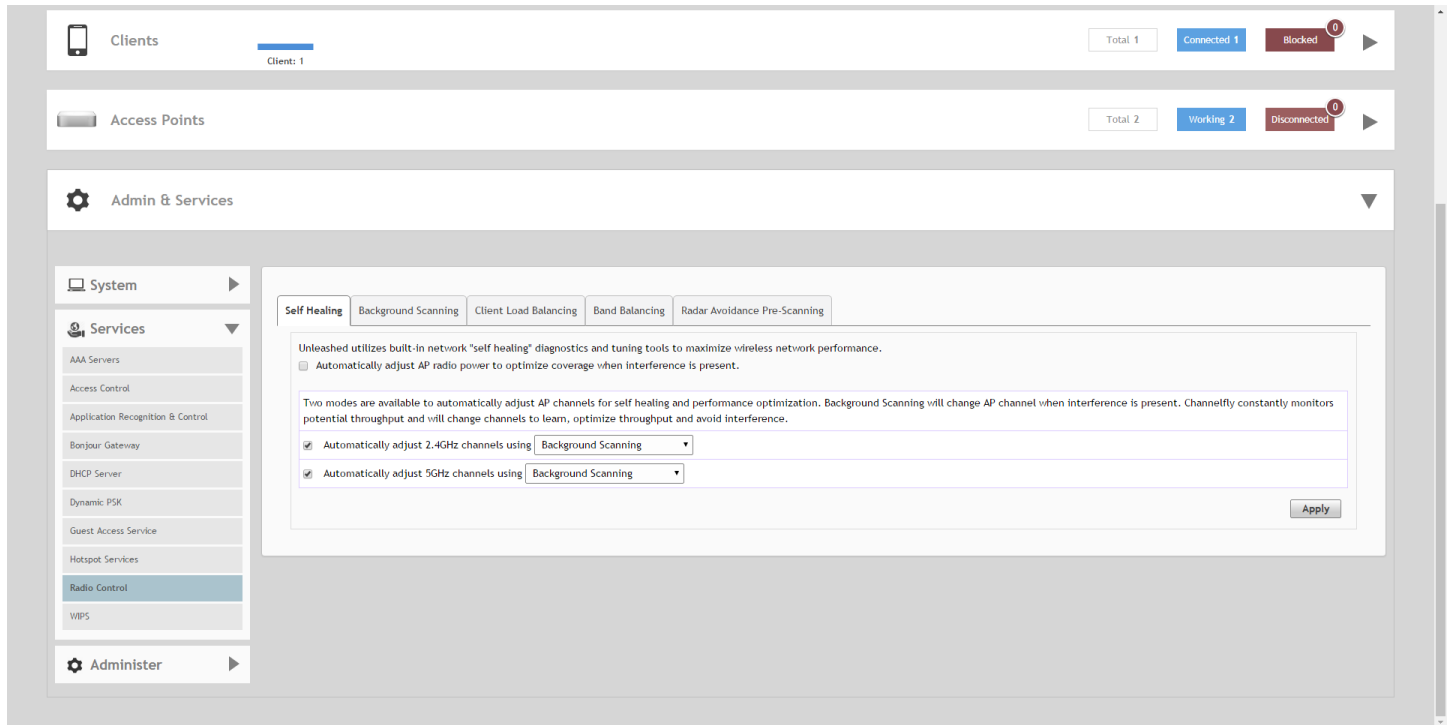 Clients
Client: 1
Total 1
Connected 1
Blocked
0
Access Points
Total 2
Working 2
Disconnected
0
Admin & Services
System
Services
AAA Servers
Access Control
Application Recognition & Control
Bonjour Gateway
DHCP Server
Dynamic PSK
Guest Access Service
Hotspot Services
Radio Control
WIPS
Administer
Self Healing
Background Scanning
Client Load Balancing
Band Balancing
Radar Avoidance Pre-Scanning
Unleashed utilizes built-in network "self healing" diagnostics and tuning tools to maximize wireless network performance.
Automatically adjust AP radio power to optimize coverage when interference is present.
Two modes are available to automatically adjust AP channels for self healing and performance optimization. Background Scanning will change AP channel when interference is present. Channelfly constantly monitors
potential throughput and will change channels to learn, optimize throughput and avoid interference.
Automatically adjust 2.4GHz channels using Background Scanning
Automatically adjust 5GHz channels using Background Scanning
Apply